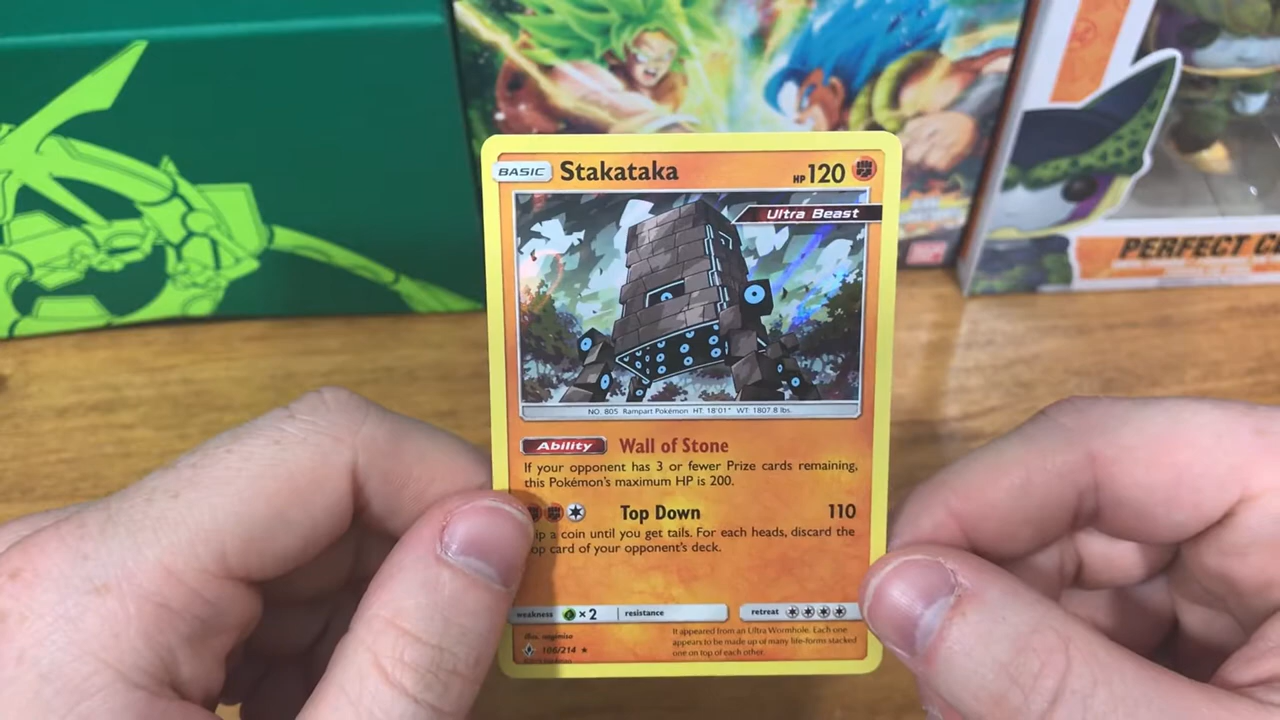 BASIC Stakataka HP 120
Ultra Beast
NO. 805 Rampart Pokémon HT: 18'01" WT: 1807.8 lbs.
Ability Wall of Stone
If your opponent has 3 or fewer Prize cards remaining,
this Pokémon's maximum HP is 200.
Top Down 110
ip a coin until you get tails. For each heads, discard the
op card of your opponent's deck.
weakness ×2 resistance retreat
It appeared from an Ultra Wormhole. Each one
appears to be made up of many life-forms stacked
one on top of each other.
106/214
PERFECT C